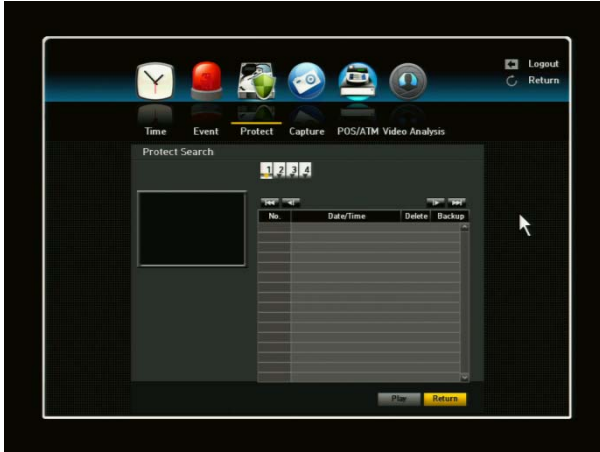 Logout
Return
Time Event Protect Capture POS/ATM Video Analysis
Protect Search
1 2 3 4
No. Date/Time Delete Backup
Play Return